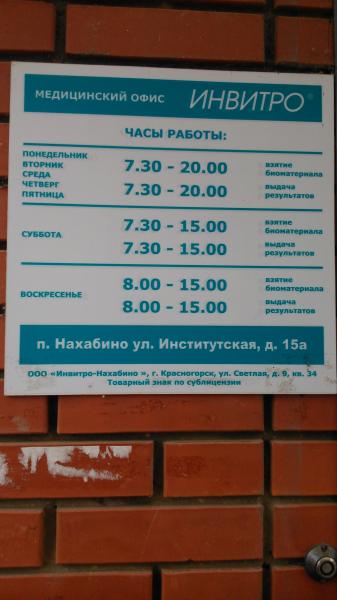 МЕДИЦИНСКИЙ ОФИС ИНВИТРО®
ЧАСЫ РАБОТЫ:
ПОНЕДЕЛЬНИК
ВТОРНИК
СРЕДА
ЧЕТВЕРГ
ПЯТНИЦА
7.30 - 20.00 взятие биоматериала
7.30 - 20.00 выдача результатов
СУББОТА
7.30 - 15.00 взятие биоматериала
7.30 - 15.00 выдача результатов
ВОСКРЕСЕНЬЕ
8.00 - 15.00 взятие биоматериала
8.00 - 15.00 выдача результатов
п. Нахабино ул. Институтская, д. 15а
ООО «Инвитро-Нахабино », г. Красногорск, ул. Светлая, д. 9, кв. 34
Товарный знак по сублицензии